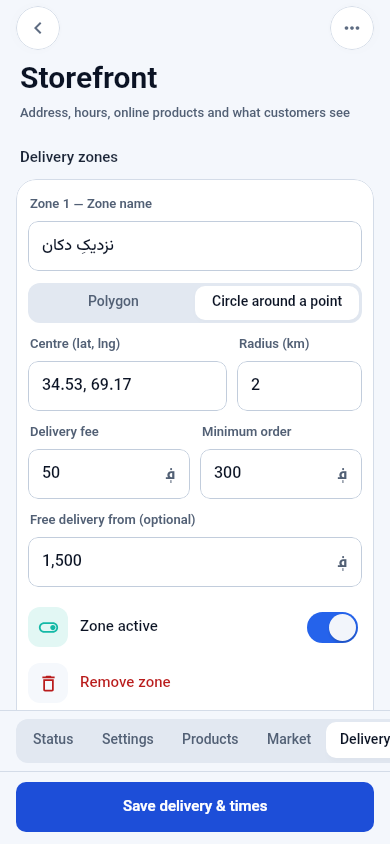 Storefront
Address, hours, online products and what customers see
Delivery zones
Zone 1 — Zone name
نزدیکِ دکان
Polygon
Circle around a point
Centre (lat, lng)
Radius (km)
34.53, 69.17
2
Delivery fee
Minimum order
50 ؋
300 ؋
Free delivery from (optional)
1,500 ؋
Zone active
Remove zone
Status Settings Products Market Delivery
Save delivery & times